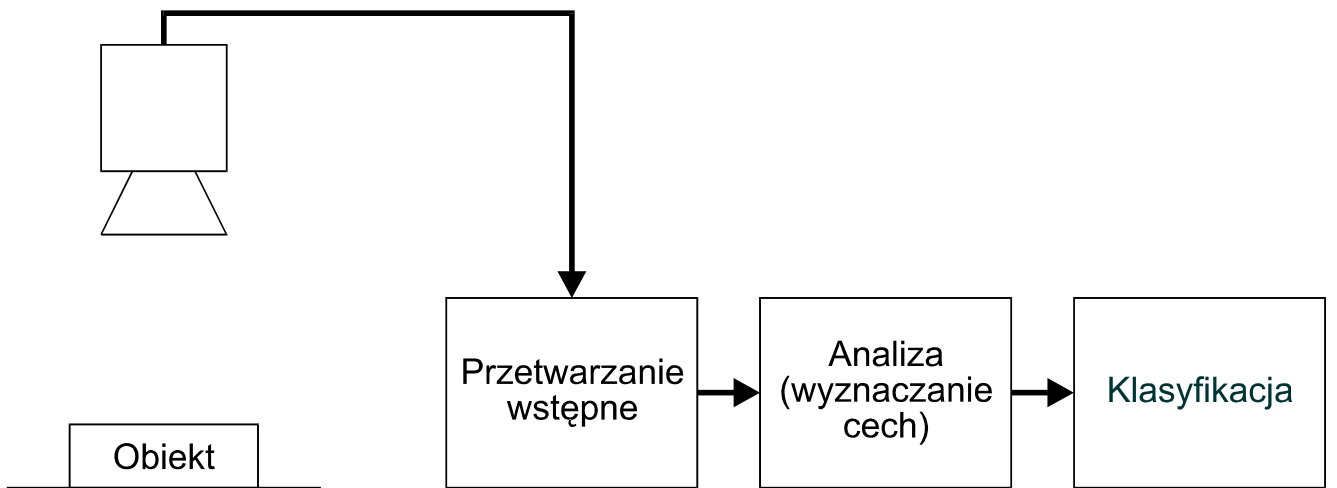 Obiekt
Przetwarzanie
wstępne
Analiza
(wyznaczanie
cech)
Klasyfikacja